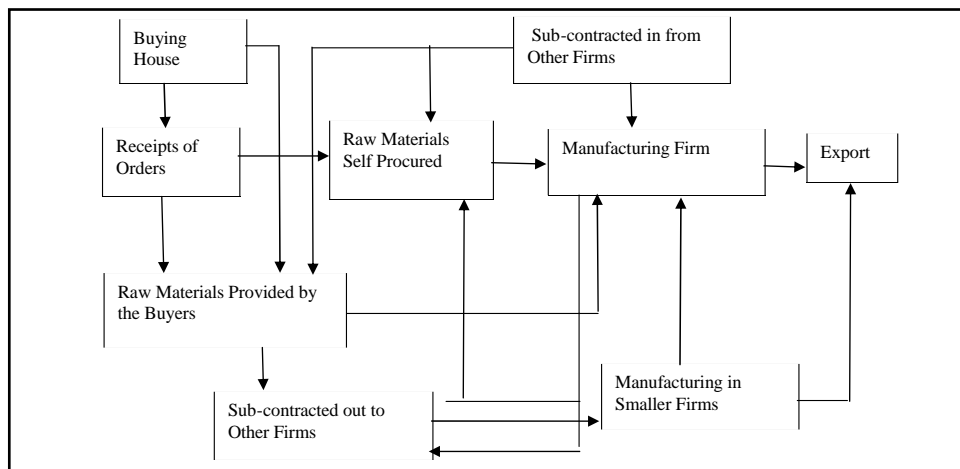 Buying
House
Sub-contracted in from
Other Firms
Receipts of
Orders
Raw Materials
Self Procured
Manufacturing Firm
Export
Raw Materials Provided by
the Buyers
Sub-contracted out to
Other Firms
Manufacturing in
Smaller Firms